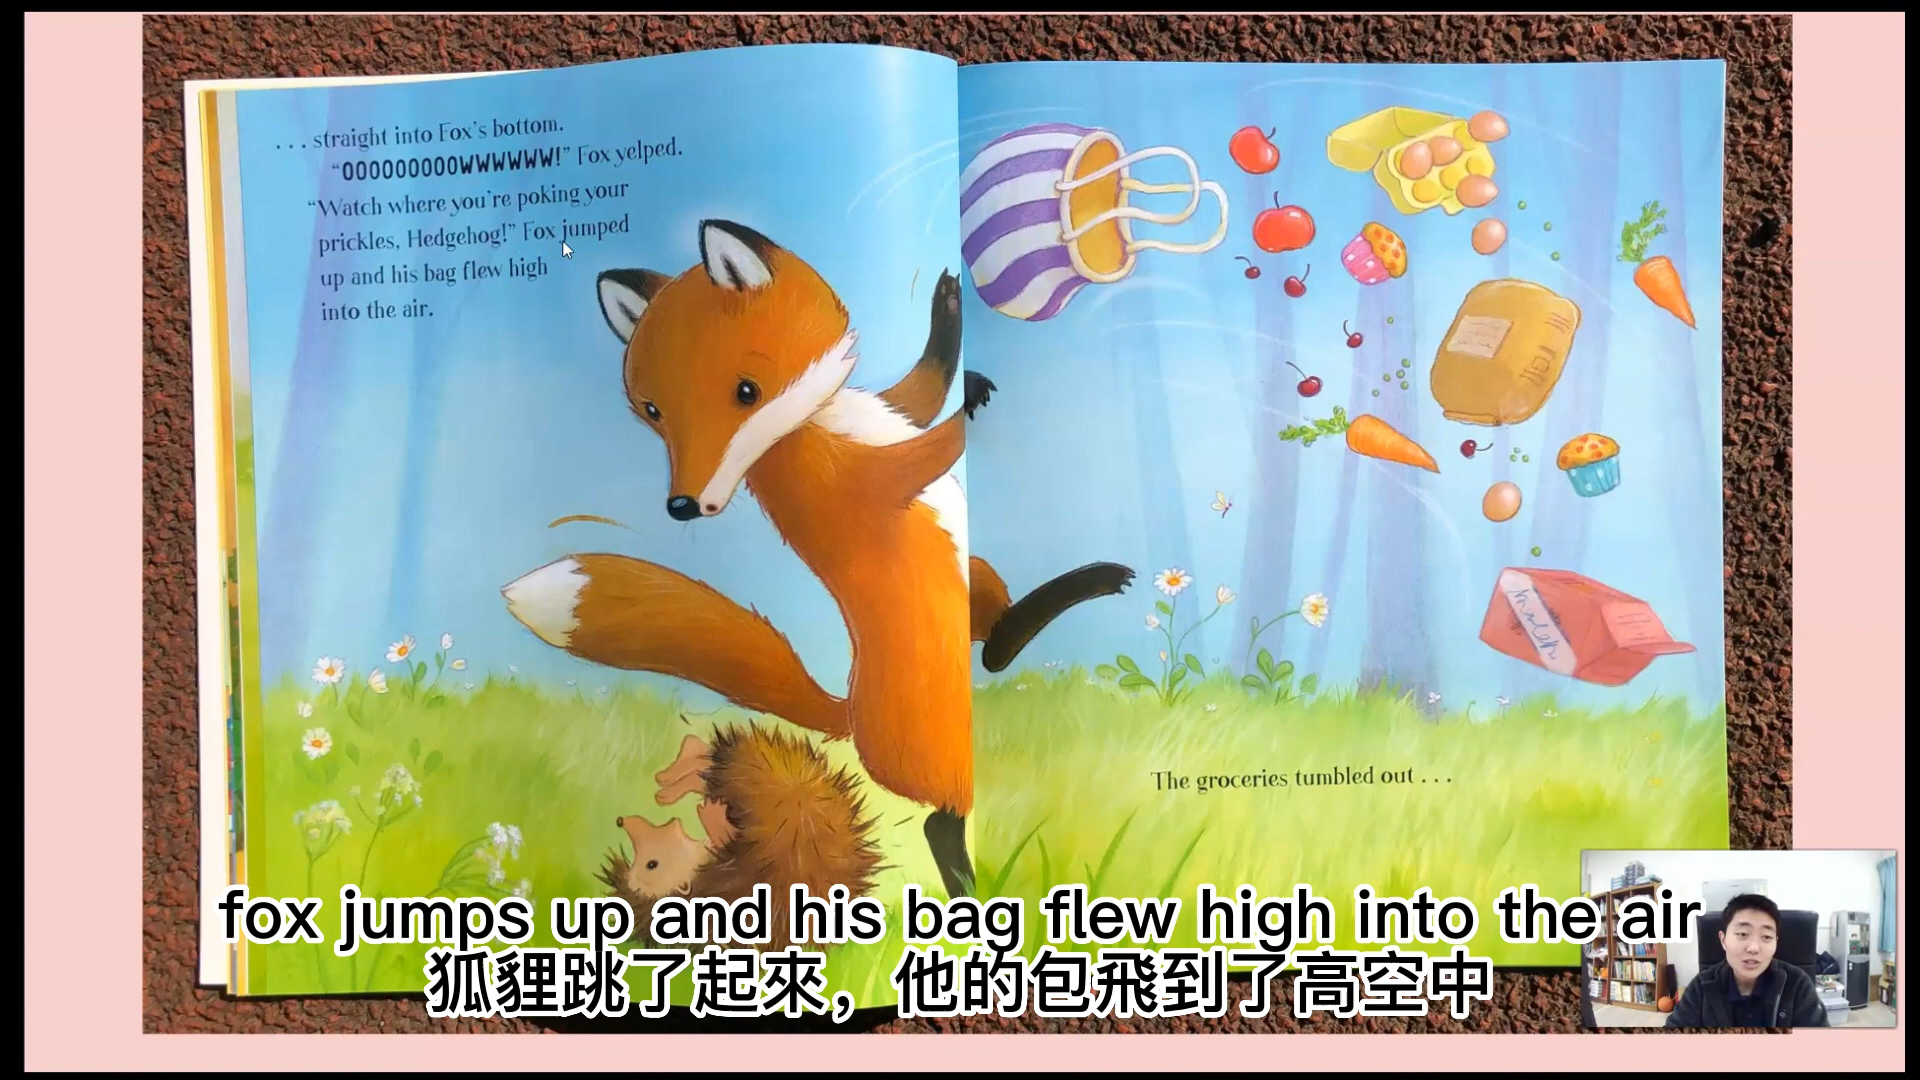 . . . straight into Fox's bottom.
“OOOOOOOOOWWWWWW!” Fox yelped.
“Watch where you're poking your
prickles, Hedgehog!” Fox jumped
up and his bag flew high
into the air.
The groceries tumbled out . . .
fox jumps up and his bag flew high into the air
狐狸跳了起來，他的包飛到了高空中